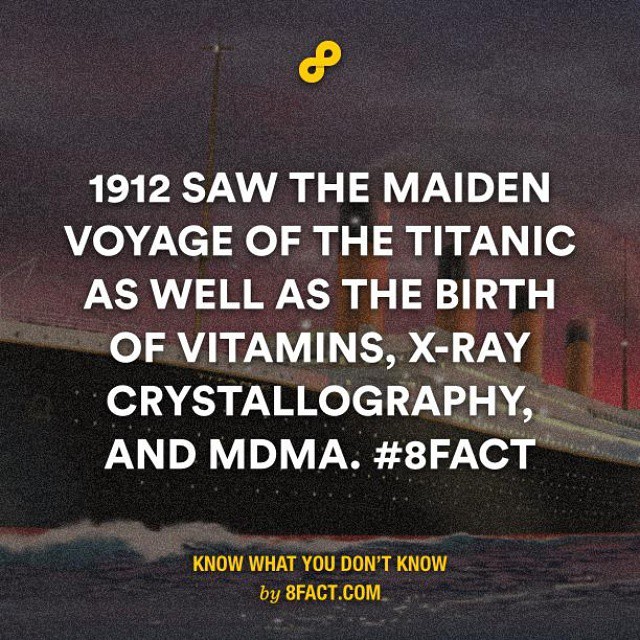 1912 SAW THE MAIDEN
VOYAGE OF THE TITANIC
AS WELL AS THE BIRTH
OF VITAMINS, X-RAY
CRYSTALLOGRAPHY,
AND MDMA. #8FACT
KNOW WHAT YOU DON'T KNOW
by 8FACT.COM